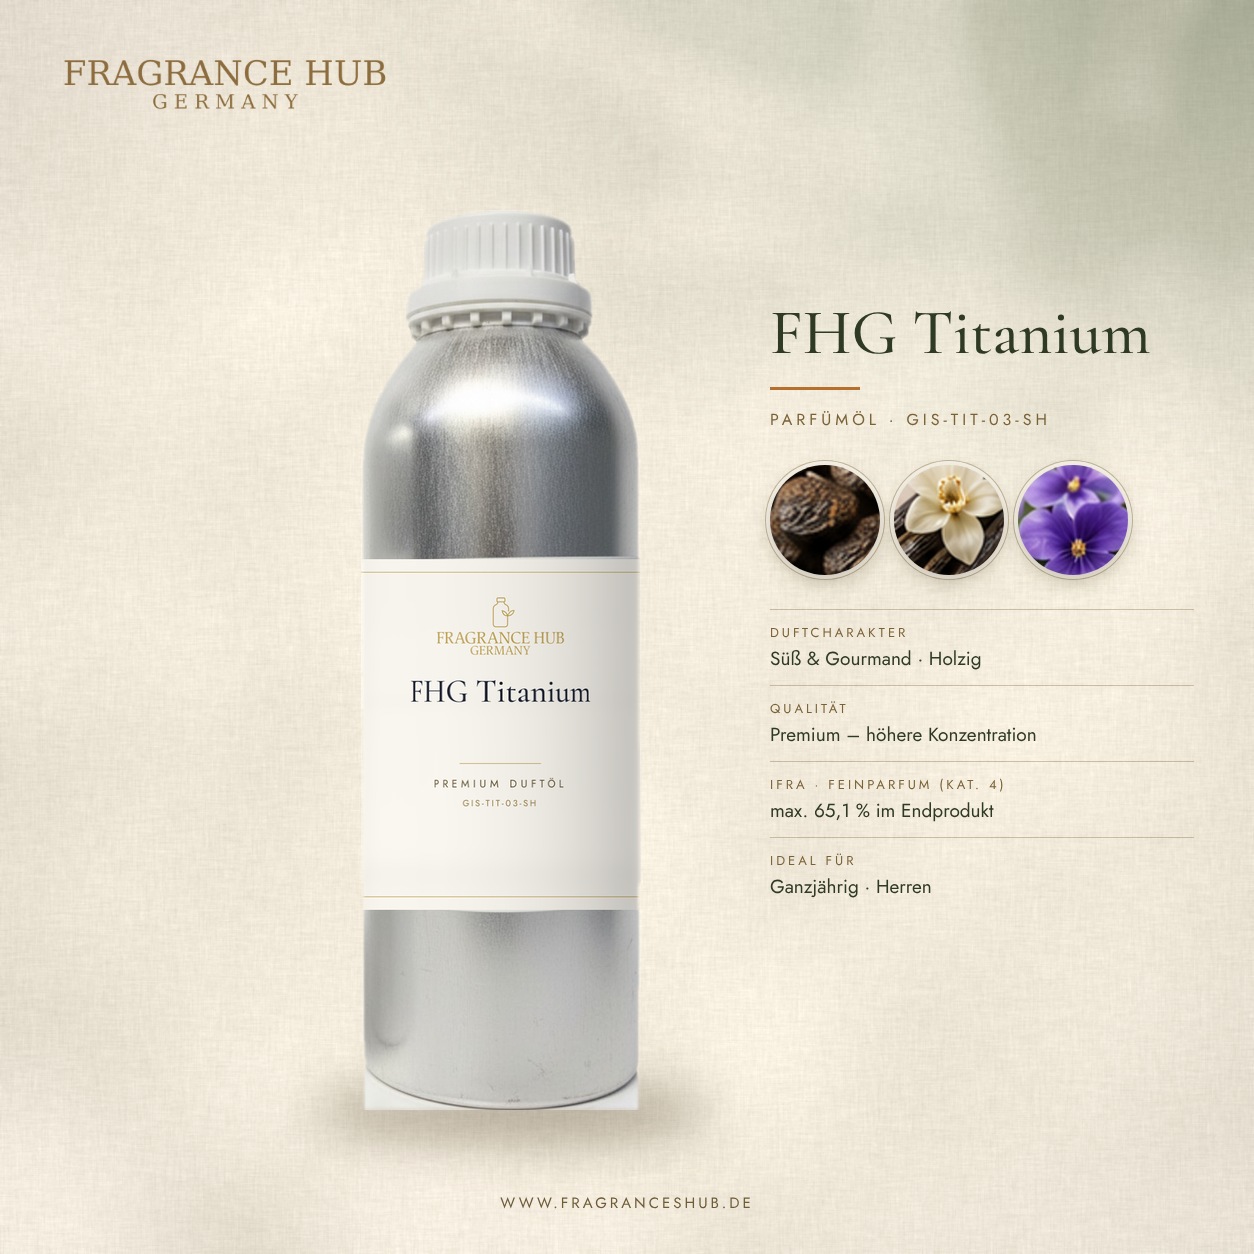 FRAGRANCE HUB
GERMANY
FRAGRANCE HUB
GERMANY
FHG Titanium
PREMIUM DUFTÖL
GIS-TIT-03-SH
FHG Titanium
PARFÜMÖL · GIS-TIT-03-SH
DUFTCHARAKTER
Süß & Gourmand · Holzig
QUALITÄT
Premium – höhere Konzentration
IFRA · FEINPARFUM (KAT. 4)
max. 65,1 % im Endprodukt
IDEAL FÜR
Ganzjährig · Herren
WWW.FRAGRANCESHUB.DE